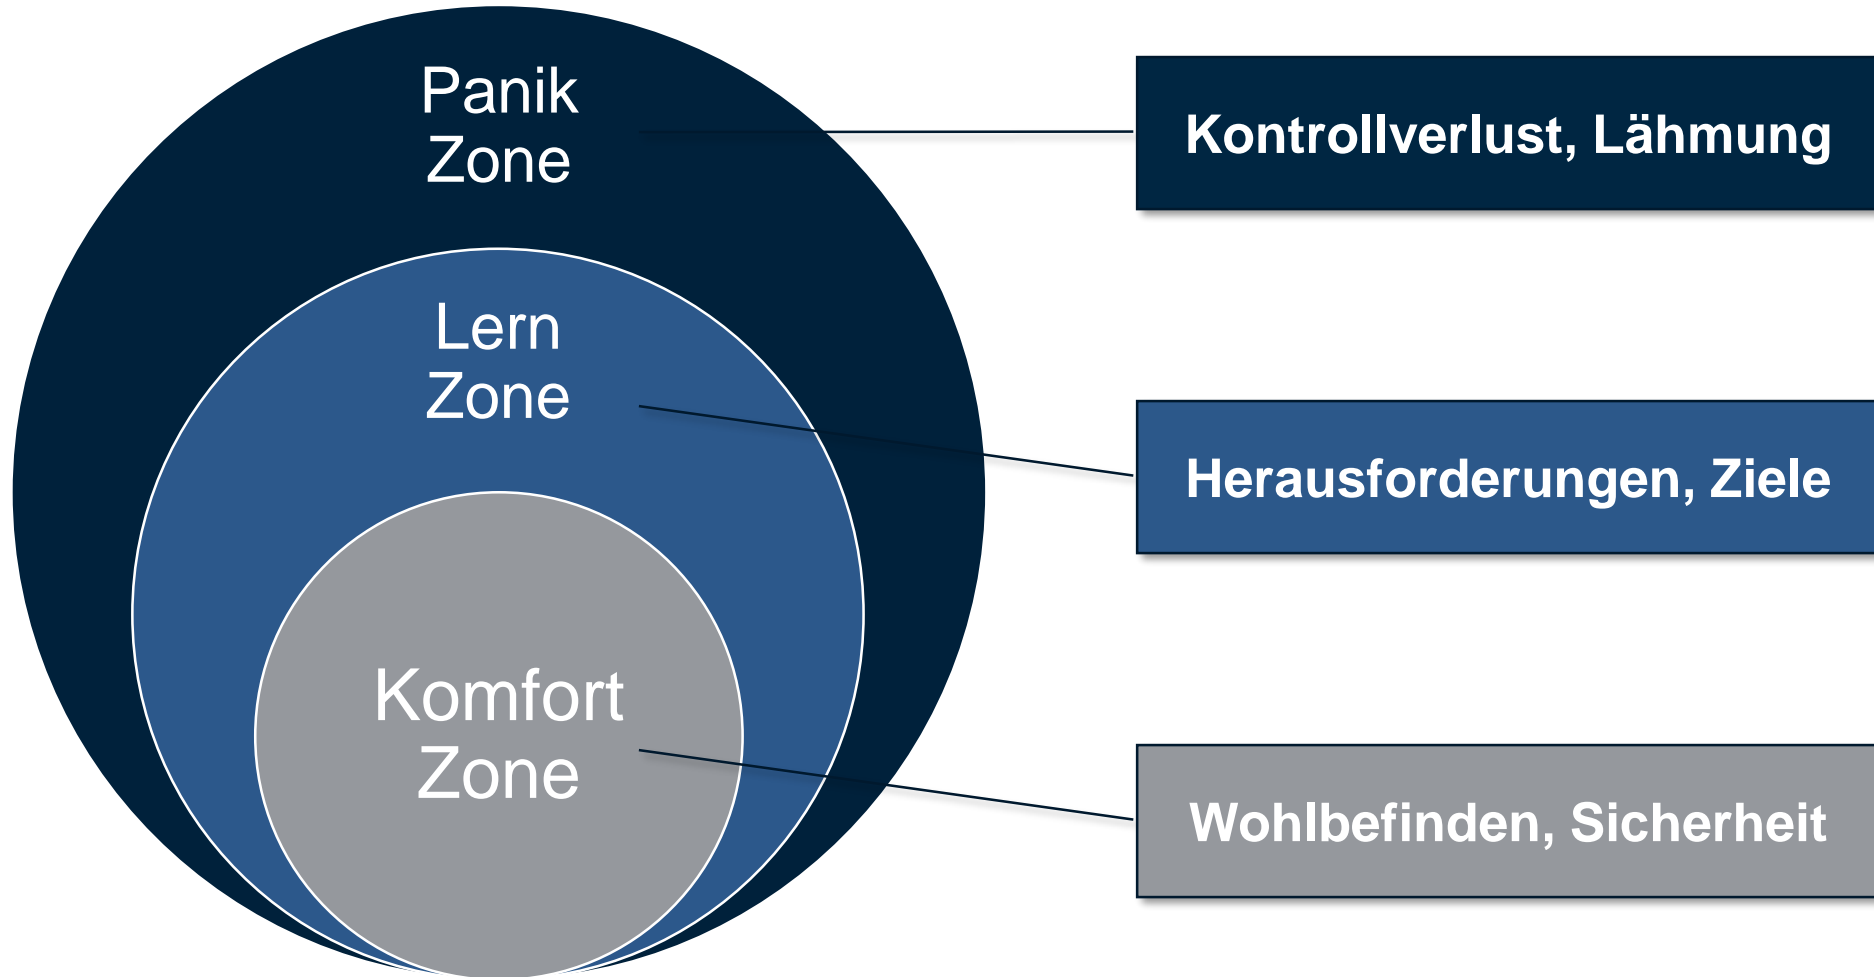 Panik
Zone
Kontrollverlust, Lähmung
Lern
Zone
Herausforderungen, Ziele
Komfort
Zone
Wohlbefinden, Sicherheit